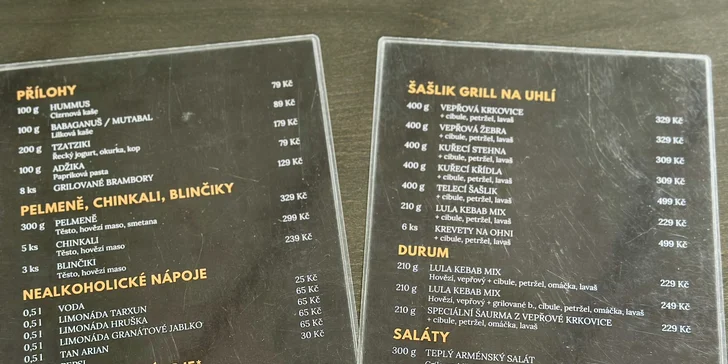 PŘÍLOHY
100 g HUMMUS 79 Kč
Cizrnová kaše
100 g BABAGANUŠ / MUTABAL 89 Kč
Lilková kaše
200 g TZATZIKI 179 Kč
Řecký jogurt, okurka, kop
100 g ADŽIKA 79 Kč
Papriková pasta
8 ks GRILOVANÉ BRAMBORY 129 Kč
PELMENĚ, CHINKALI, BLINČIKY
300 g PELMENĚ 329 Kč
Těsto, hovězí maso, smetana
5 ks CHINKALI 299 Kč
Těsto, hovězí maso
3 ks BLINČIKI 239 Kč
Těsto, hovězí maso
NEALKOHOLICKÉ NÁPOJE
0,5 l VODA 25 Kč
0,5 l LIMONÁDA TARXUN 65 Kč
0,5 l LIMONÁDA HRUŠKA 65 Kč
0,5 l LIMONÁDA GRANÁTOVÉ JABLKO 65 Kč
0,5 l TAN ARIAN 30 Kč
ŠAŠLIK GRILL NA UHLÍ
400 g VEPŘOVÁ KRKOVICE
+ cibule, petržel, lavaš 329 Kč
400 g VEPŘOVÁ ŽEBRA
+ cibule, petržel, lavaš 329 Kč
400 g KUŘECÍ STEHNA
+ cibule, petržel, lavaš 309 Kč
400 g KUŘECÍ KŘÍDLA
+ cibule, petržel, lavaš 309 Kč
400 g TELECÍ ŠAŠLIK
+ cibule, petržel, lavaš 499 Kč
210 g LULA KEBAB MIX
+ cibule, petržel, lavaš 229 Kč
6 ks KREVETY NA OHNI
+ cibule, petržel, lavaš 499 Kč
DURUM
210 g LULA KEBAB MIX
Hovězí, vepřový + cibule, petržel, omáčka, lavaš 229 Kč
210 g LULA KEBAB MIX
Hovězí, vepřový + grilované b., cibule, petržel, omáčka, lavaš 249 Kč
210 g SPECIÁLNÍ ŠAURMA Z VEPŘOVÉ KRKOVICE
+ cibule, petržel, omáčka, lavaš 229 Kč
SALÁTY
300 g TEPLÝ ARMÉNSKÝ SALÁT